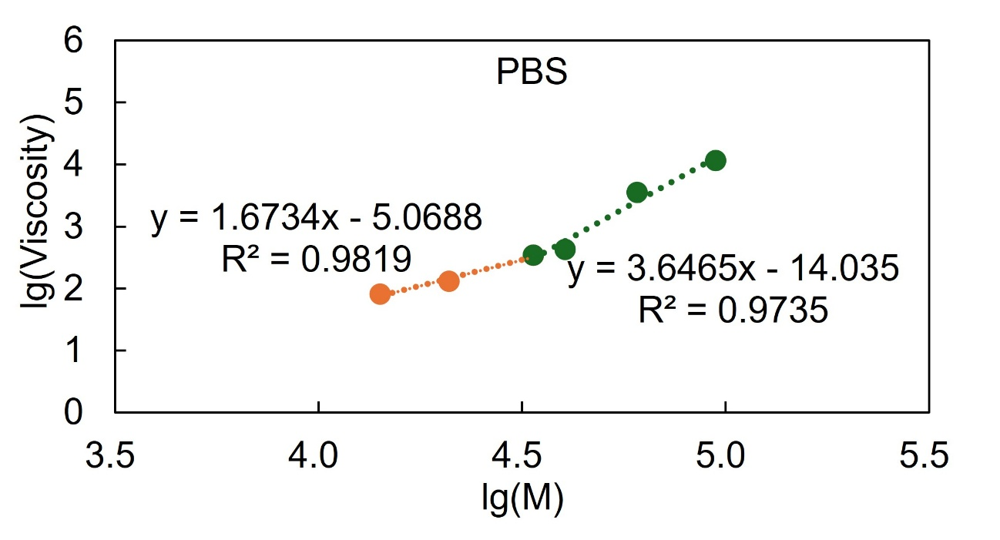 PBS
6
5
4
3
2
1
0
lg(Viscosity)
y = 1.6734x - 5.0688
R² = 0.9819
y = 3.6465x - 14.035
R² = 0.9735
3.5 4.0 4.5 5.0 5.5
lg(M)